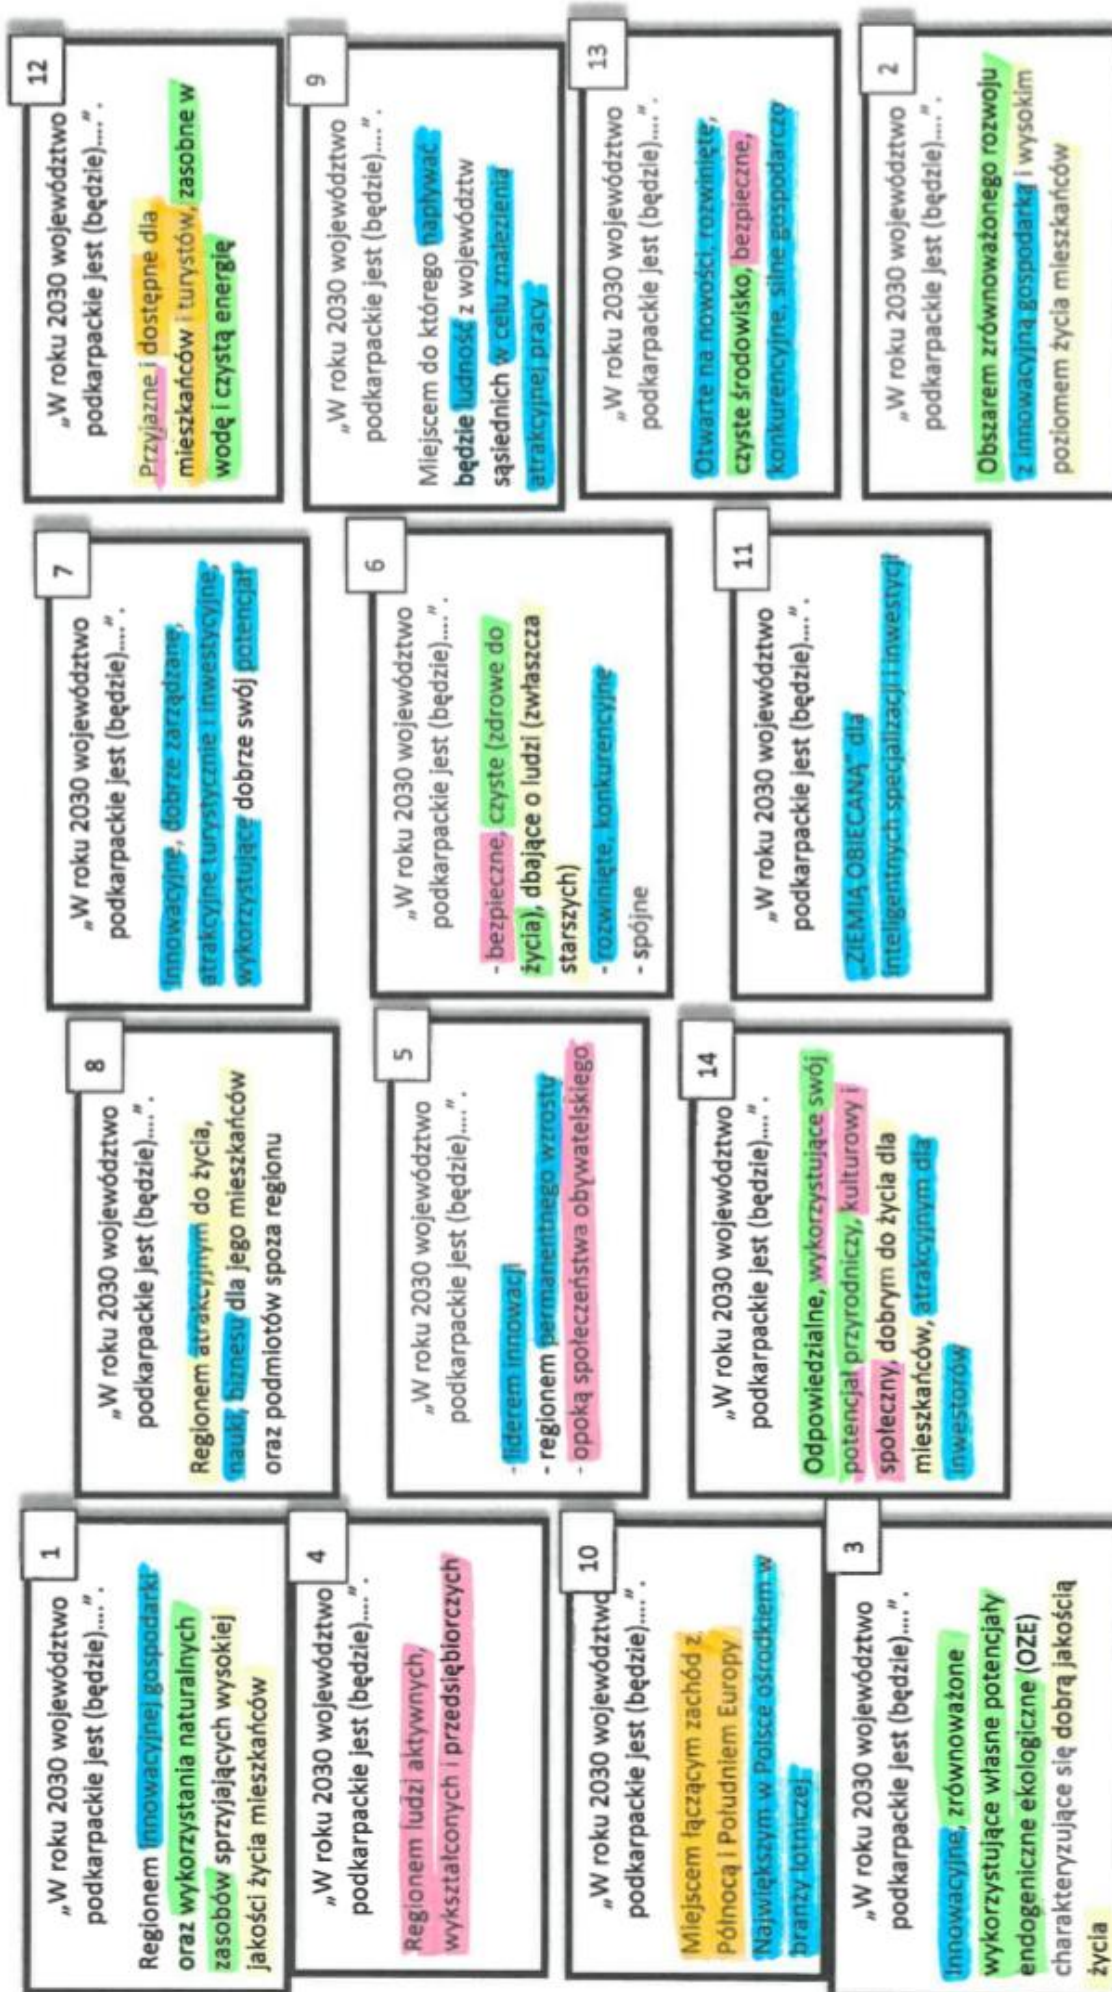 1
„W roku 2030 województwo
podkarpackie jest (będzie)....” .
Regionem innowacyjnej gospodarki
oraz wykorzystania naturalnych
zasobów sprzyjających wysokiej
jakości życia mieszkańców
8
„W roku 2030 województwo
podkarpackie jest (będzie)....” .
Regionem atrakcyjnym do życia,
nauki, biznesu dla jego mieszkańców
oraz podmiotów spoza regionu
7
„W roku 2030 województwo
podkarpackie jest (będzie)....” .
Innowacyjne, dobrze zarządzane,
atrakcyjne turystycznie i inwestycyjne,
wykorzystujące dobrze swój potencjał
12
„W roku 2030 województwo
podkarpackie jest (będzie)....” .
Przyjazne i dostępne dla
mieszkańców i turystów, zasobne w
wodę i czystą energię
4
„W roku 2030 województwo
podkarpackie jest (będzie)....” .
Regionem ludzi aktywnych,
wykształconych i przedsiębiorczych
5
„W roku 2030 województwo
podkarpackie jest (będzie)....” .
- liderem innowacji
- regionem permanentnego wzrostu
- opoką społeczeństwa obywatelskiego
6
„W roku 2030 województwo
podkarpackie jest (będzie)....” .
- bezpieczne, czyste (zdrowe do
życia), dbające o ludzi (zwłaszcza
starszych)
- rozwinięte, konkurencyjne
- spójne
9
„W roku 2030 województwo
podkarpackie jest (będzie)....” .
Miejscem do którego napływać
będzie ludność z województw
sąsiednich w celu znalezienia
atrakcyjnej pracy
10
„W roku 2030 województwo
podkarpackie jest (będzie)....” .
Miejscem łączącym zachód z
Północą i Południem Europy
Największym w Polsce ośrodkiem w
branży lotniczej
14
„W roku 2030 województwo
podkarpackie jest (będzie)....” .
Odpowiedzialne, wykorzystujące swój
potencjał przyrodniczy, kulturowy i
społeczny, dobrym do życia dla
mieszkańców, atrakcyjnym dla
inwestorów
11
„W roku 2030 województwo
podkarpackie jest (będzie)....” .
„ZIEMIĄ OBIECANĄ” dla
inteligentnych specjalizacji i inwestycji
13
„W roku 2030 województwo
podkarpackie jest (będzie)....” .
Otwarte na nowości, rozwinięte,
czyste środowisko, bezpieczne,
konkurencyjne, silne gospodarczo
3
„W roku 2030 województwo
podkarpackie jest (będzie)....” .
Innowacyjne, zrównoważone
wykorzystujące własne potencjały
endogeniczne ekologiczne (OZE)
charakteryzujące się dobrą jakością
życia
2
„W roku 2030 województwo
podkarpackie jest (będzie)....” .
Obszarem zrównoważonego rozwoju
z innowacyjną gospodarką i wysokim
poziomem życia mieszkańców